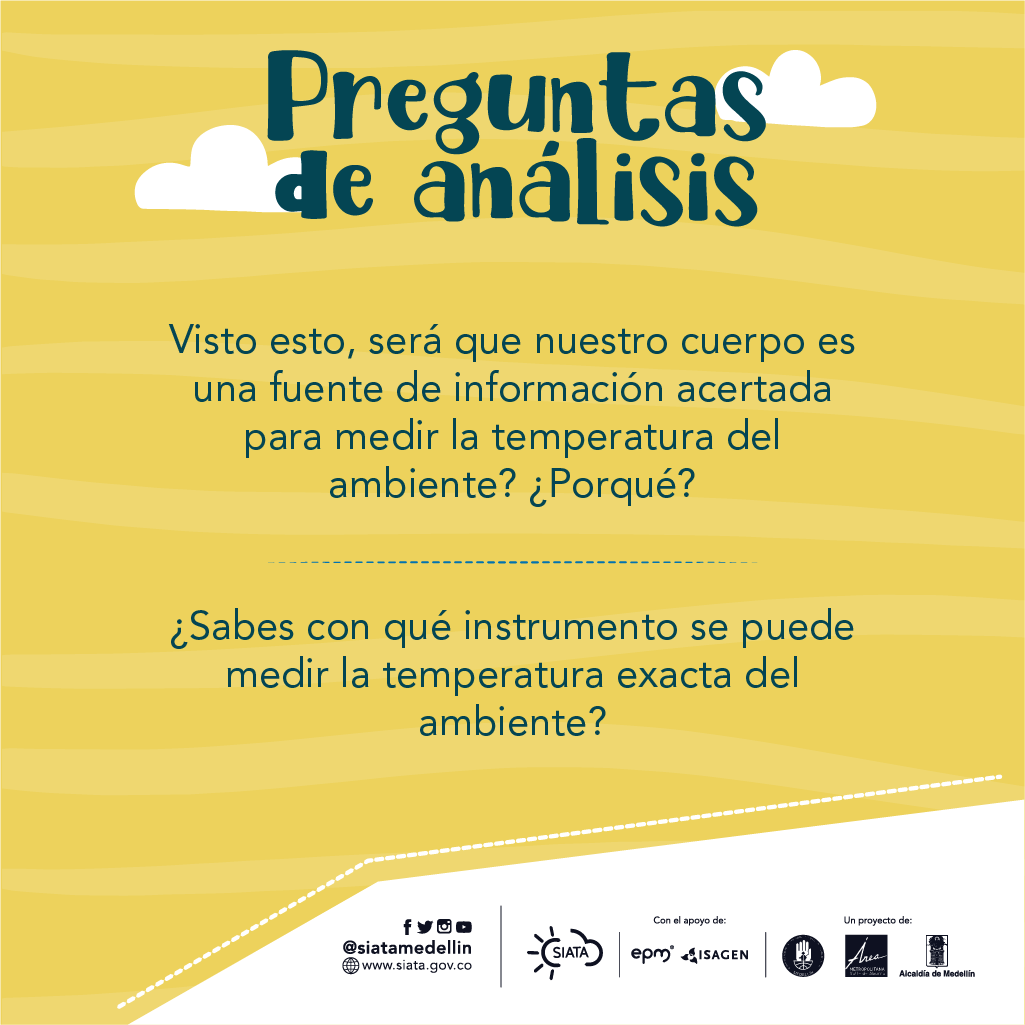 Preguntas
de análisis
Visto esto, será que nuestro cuerpo es
una fuente de información acertada
para medir la temperatura del
ambiente? ¿Porqué?
¿Sabes con qué instrumento se puede
medir la temperatura exacta del
ambiente?
@siatamedellin
www.siata.gov.co
SIATA
Con el apoyo de:
epm
ISAGEN
Un proyecto de:
Área
METROPOLITANA
Alcaldía de Medellín